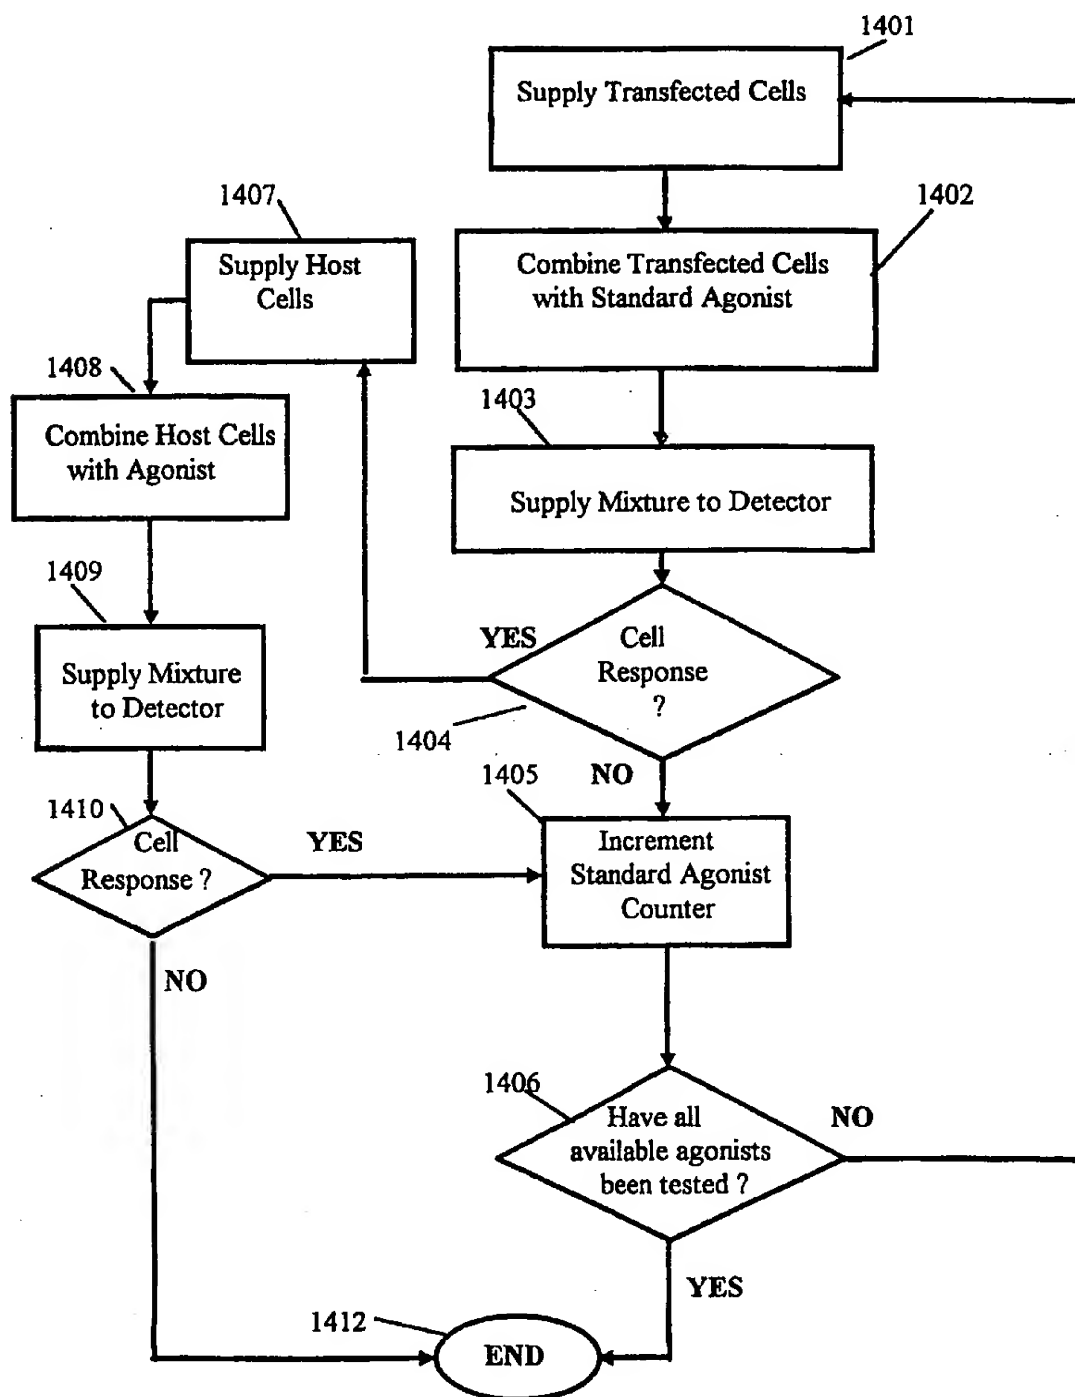 1401
Supply Transfected Cells
1407
1402
Supply Host
Cells
Combine Transfected Cells
with Standard Agonist
1408
1403
Combine Host Cells
with Agonist
Supply Mixture to Detector
1409
YES
Cell
Response
?
Supply Mixture
to Detector
1404
NO
1405
1410
Cell
Response ?
YES
Increment
Standard Agonist
Counter
NO
1406
Have all
available agonists
been tested ?
NO
YES
1412
END